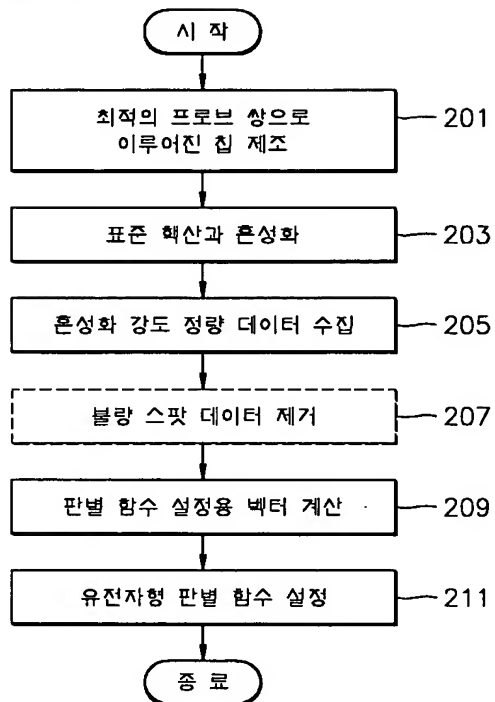 시 작
최적의 프로브 쌍으로
이루어진 칩 제조
201
표준 핵산과 혼성화
203
혼성화 강도 정량 데이터 수집
205
불량 스팟 데이터 제거
207
판별 함수 설정용 벡터 계산
209
유전자형 판별 함수 설정
211
종 료